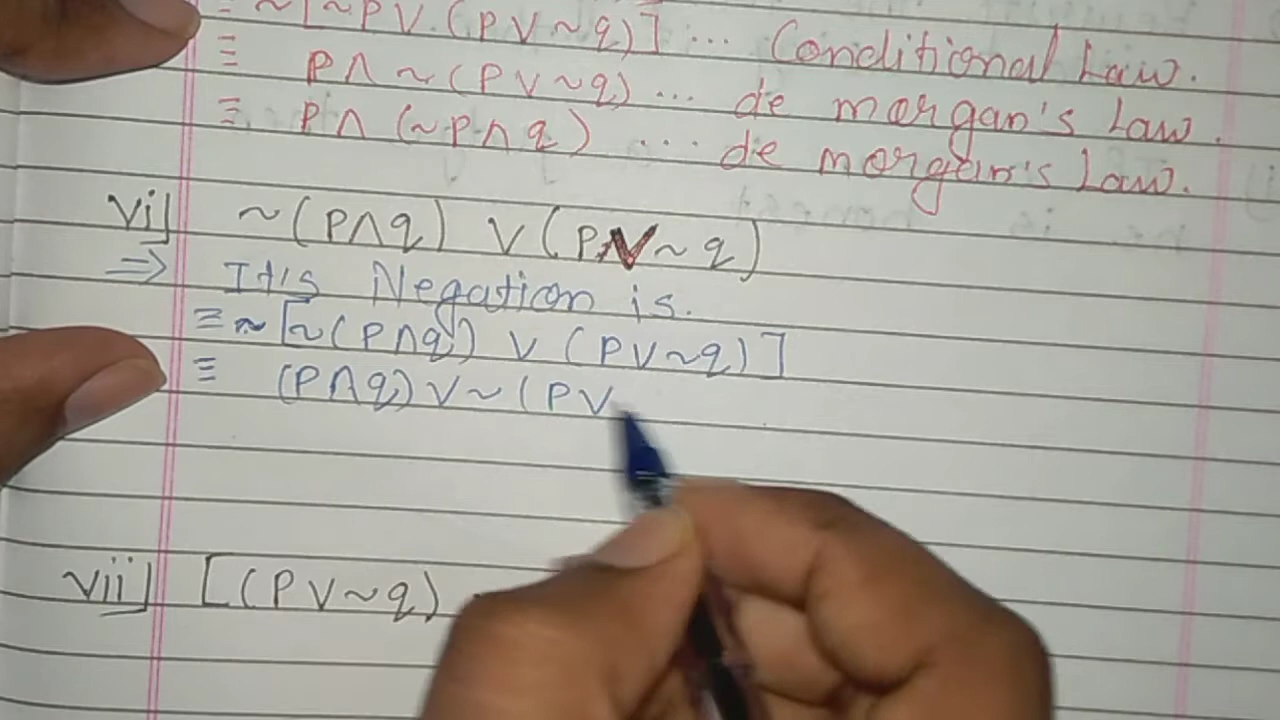 ≡ ~[~p∨(p∨~q)] ... Conditional Law.
≡ p∧~(p∨~q) ... de morgan's Law.
≡ p∧(~p∧q) ... de morgan's Law.
vi] ~(p∧q) ∨(p∨~q)
⇒ It's Negation is.
≡ ~[~(p∧q) ∨ (p∨~q)]
≡ (p∧q)∨~(p∨
vii] [(p∨~q)